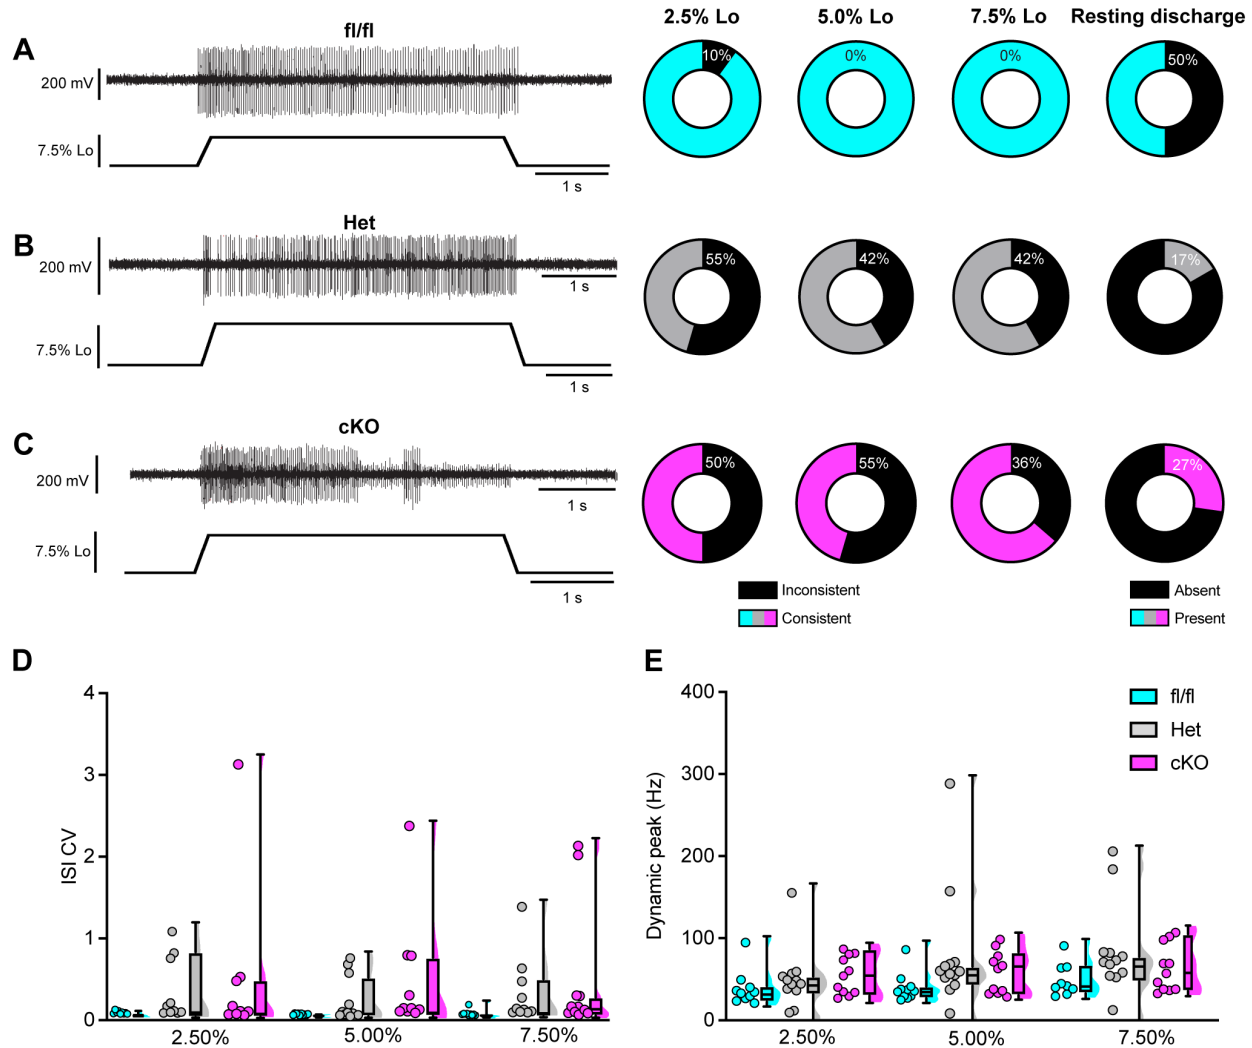 2.5% Lo 5.0% Lo 7.5% Lo Resting discharge
A fl/fl
200 mV
7.5% Lo
1 s
10% 0% 0% 50%
B Het
200 mV
1 s
7.5% Lo
1 s
55% 42% 42% 17%
C cKO
200 mV
1 s
7.5% Lo
1 s
50% 55% 36% 27%
Inconsistent
Consistent
Absent
Present
D
ISI CV
4
3
2
1
0
2.50% 5.00% 7.50%
E
Dynamic peak (Hz)
400
300
200
100
0
2.50% 5.00% 7.50%
fl/fl
Het
cKO